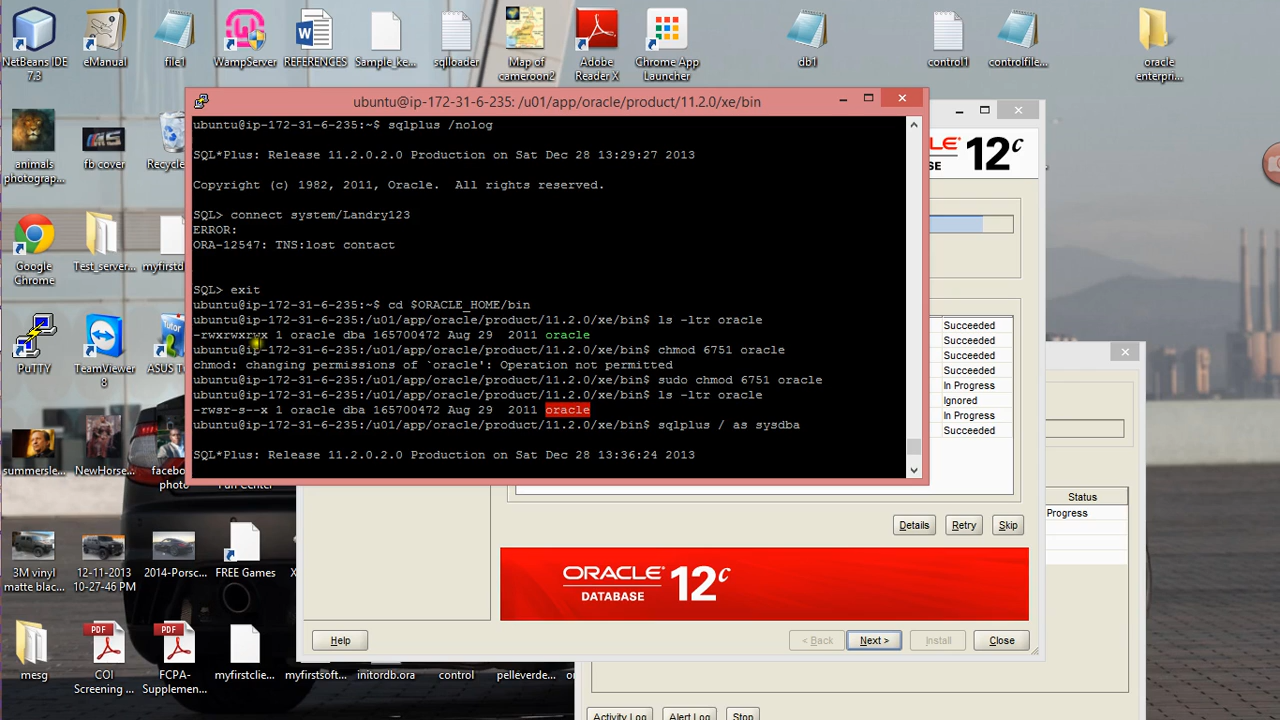 NetBeans IDE 7.3
eManual
file1
WampServer
REFERENCES
Sample_ke...
sqlloader
Map of cameroon2
Adobe Reader X
Chrome App Launcher
db1
control1
controlfile...
oracle enterpri...
ubuntu@ip-172-31-6-235: /u01/app/oracle/product/11.2.0/xe/bin
ubuntu@ip-172-31-6-235:~$ sqlplus /nolog
SQL*Plus: Release 11.2.0.2.0 Production on Sat Dec 28 13:29:27 2013
Copyright (c) 1982, 2011, Oracle.  All rights reserved.
SQL> connect system/Landry123
ERROR:
ORA-12547: TNS:lost contact
SQL> exit
ubuntu@ip-172-31-6-235:~$ cd $ORACLE_HOME/bin
ubuntu@ip-172-31-6-235:/u01/app/oracle/product/11.2.0/xe/bin$ ls -ltr oracle
-rwxrwxrwx 1 oracle dba 165700472 Aug 29  2011 oracle
ubuntu@ip-172-31-6-235:/u01/app/oracle/product/11.2.0/xe/bin$ chmod 6751 oracle
chmod: changing permissions of `oracle': Operation not permitted
ubuntu@ip-172-31-6-235:/u01/app/oracle/product/11.2.0/xe/bin$ sudo chmod 6751 oracle
ubuntu@ip-172-31-6-235:/u01/app/oracle/product/11.2.0/xe/bin$ ls -ltr oracle
-rwsr-s--x 1 oracle dba 165700472 Aug 29  2011 oracle
ubuntu@ip-172-31-6-235:/u01/app/oracle/product/11.2.0/xe/bin$ sqlplus / as sysdba
SQL*Plus: Release 11.2.0.2.0 Production on Sat Dec 28 13:36:24 2013
animals photograp...
fb cover
Recycle
Google Chrome
Test_server...
myfirstd
PuTTY
TeamViewer 8
ASUS T
Tutor
summersle...
NewHorse...
faceb photo
Fun Center
LE 12c
SE
Succeeded
Succeeded
Succeeded
Succeeded
In Progress
Ignored
In Progress
Succeeded
Details
Retry
Skip
Status
Progress
ORACLE DATABASE 12c
Help
< Back
Next >
Install
Close
Activity Log
Alert Log
Stop
3M vinyl matte blac...
12-11-2013 10-27-46 PM
2014-Porsc...
FREE Games
X
PDF
PDF
mesg
COI Screening ...
FCPA-Supplemen...
myfirstclie...
myfirstsoft...
initordb.ora
control
pelleverde...
or